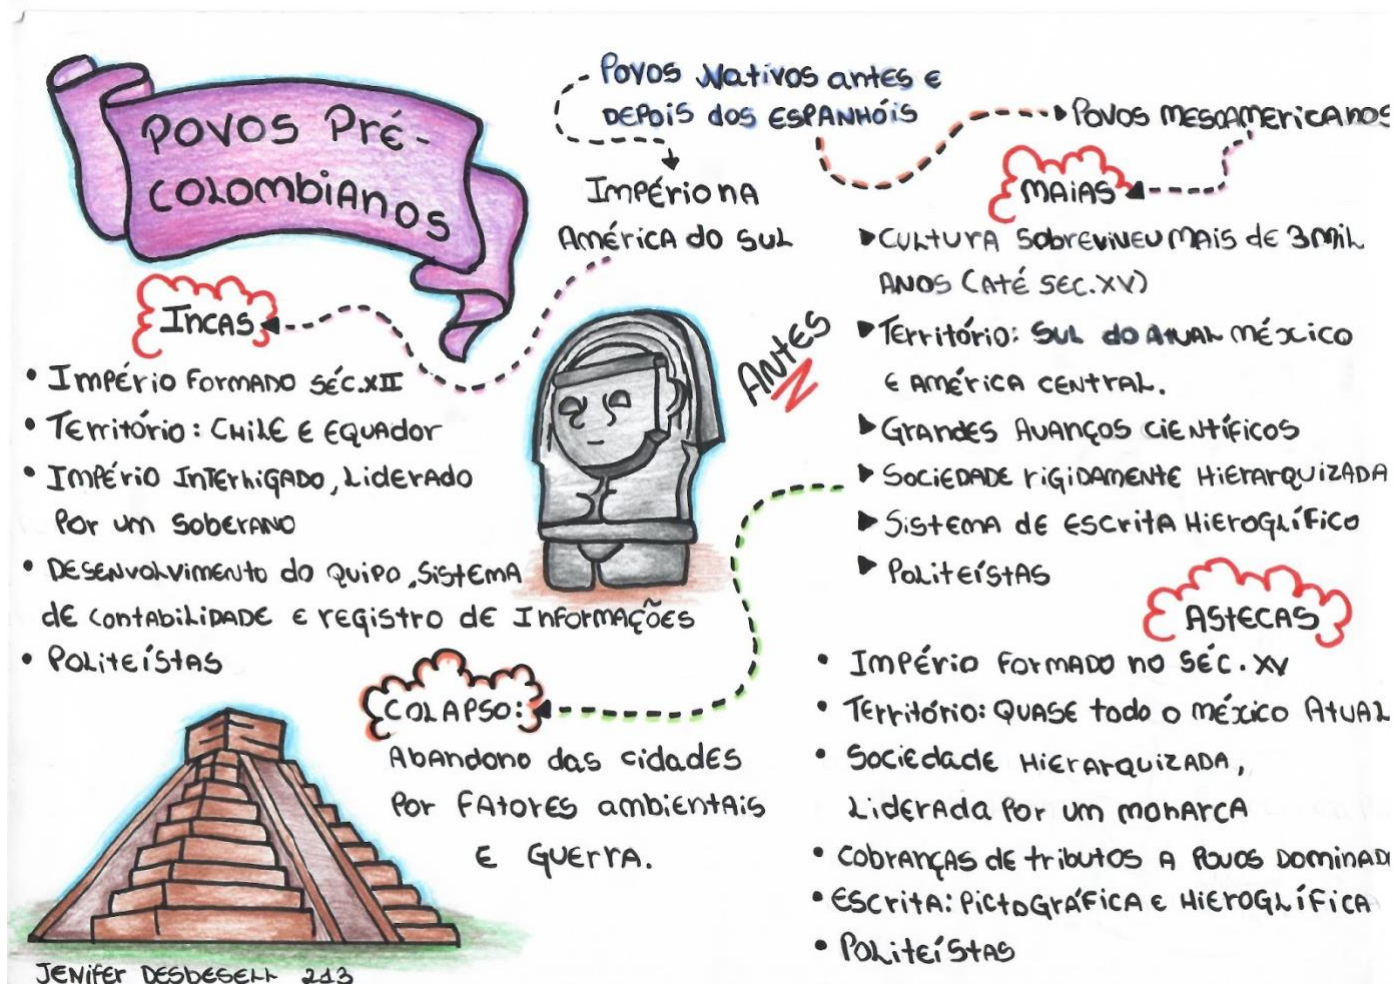 POVOS PRÉ-
COLOMBIANOS
POVOS NATIVOS ANTES E
DEPOIS DOS ESPANHÓIS
IMPÉRIO NA
AMÉRICA DO SUL
INCAS
• IMPÉRIO FORMADO SÉC.XII
• TERRITÓRIO: CHILE E EQUADOR
• IMPÉRIO INTERLIGADO, LIDERADO
POR UM SOBERANO
• DESENVOLVIMENTO DO QUIPO, SISTEMA
DE CONTABILIDADE E REGISTRO DE INFORMAÇÕES
• POLITEÍSTAS
ANTES
POVOS MESOAMERICANOS
MAIAS
▶ CULTURA SOBREVIVEU MAIS DE 3 MIL
ANOS (ATÉ SEC.XV)
▶ TERRITÓRIO: SUL DO ATUAL MÉXICO
E AMÉRICA CENTRAL.
▶ GRANDES AVANÇOS CIENTÍFICOS
▶ SOCIEDADE RIGIDAMENTE HIERARQUIZADA
▶ SISTEMA DE ESCRITA HIEROGLÍFICO
▶ POLITEÍSTAS
COLAPSO:
ABANDONO DAS CIDADES
POR FATORES AMBIENTAIS
E GUERRA.
ASTECAS
• IMPÉRIO FORMADO NO SÉC. XV
• TERRITÓRIO: QUASE TODO O MÉXICO ATUAL
• SOCIEDADE HIERARQUIZADA,
LIDERADA POR UM MONARCA
• COBRANÇAS DE TRIBUTOS A POVOS DOMINAD
• ESCRITA: PICTOGRÁFICA E HIEROGLÍFICA
• POLITEÍSTAS
JENIFER DESBESELL 213